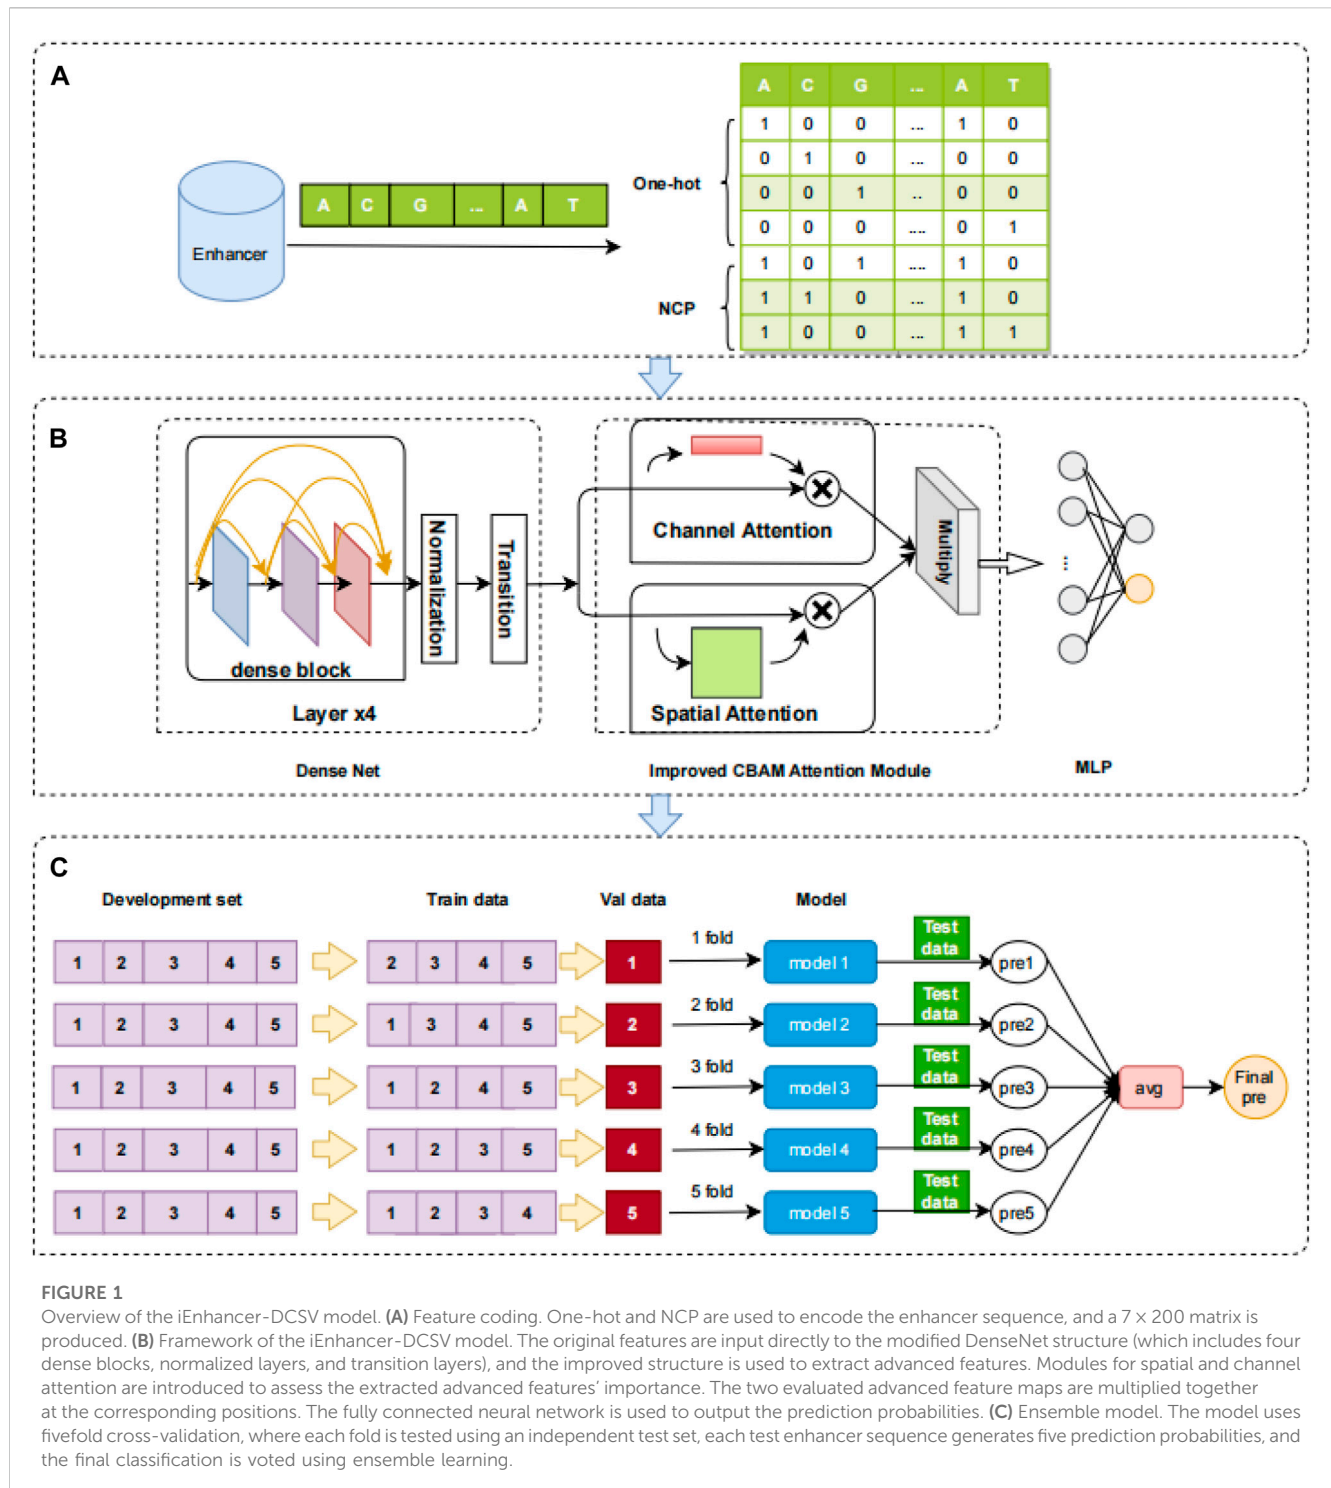 A
A C G ... A T
1 0 0 ... 1 0
0 1 0 ... 0 0
One-hot
0 0 1 .. 0 0
0 0 0 .... 0 1
A C G ... A T
Enhancer
1 0 1 .... 1 0
NCP
1 1 0 ... 1 0
1 0 0 ... 1 1
B
Channel Attention
Normalization
Transition
Multiply
...
dense block
Layer x4
Spatial Attention
Dense Net
Improved CBAM Attention Module
MLP
C
Development set Train data Val data Model
1 2 3 4 5 2 3 4 5 1 1 fold model 1 Test data pre1
1 2 3 4 5 1 3 4 5 2 2 fold model 2 Test data pre2
1 2 3 4 5 1 2 4 5 3 3 fold model 3 Test data pre3 avg Final pre
1 2 3 4 5 1 2 3 5 4 4 fold model 4 Test data pre4
1 2 3 4 5 1 2 3 4 5 5 fold model 5 Test data pre5
FIGURE 1
Overview of the iEnhancer-DCSV model. (A) Feature coding. One-hot and NCP are used to encode the enhancer sequence, and a 7 × 200 matrix is
produced. (B) Framework of the iEnhancer-DCSV model. The original features are input directly to the modified DenseNet structure (which includes four
dense blocks, normalized layers, and transition layers), and the improved structure is used to extract advanced features. Modules for spatial and channel
attention are introduced to assess the extracted advanced features' importance. The two evaluated advanced feature maps are multiplied together
at the corresponding positions. The fully connected neural network is used to output the prediction probabilities. (C) Ensemble model. The model uses
fivefold cross-validation, where each fold is tested using an independent test set, each test enhancer sequence generates five prediction probabilities, and
the final classification is voted using ensemble learning.